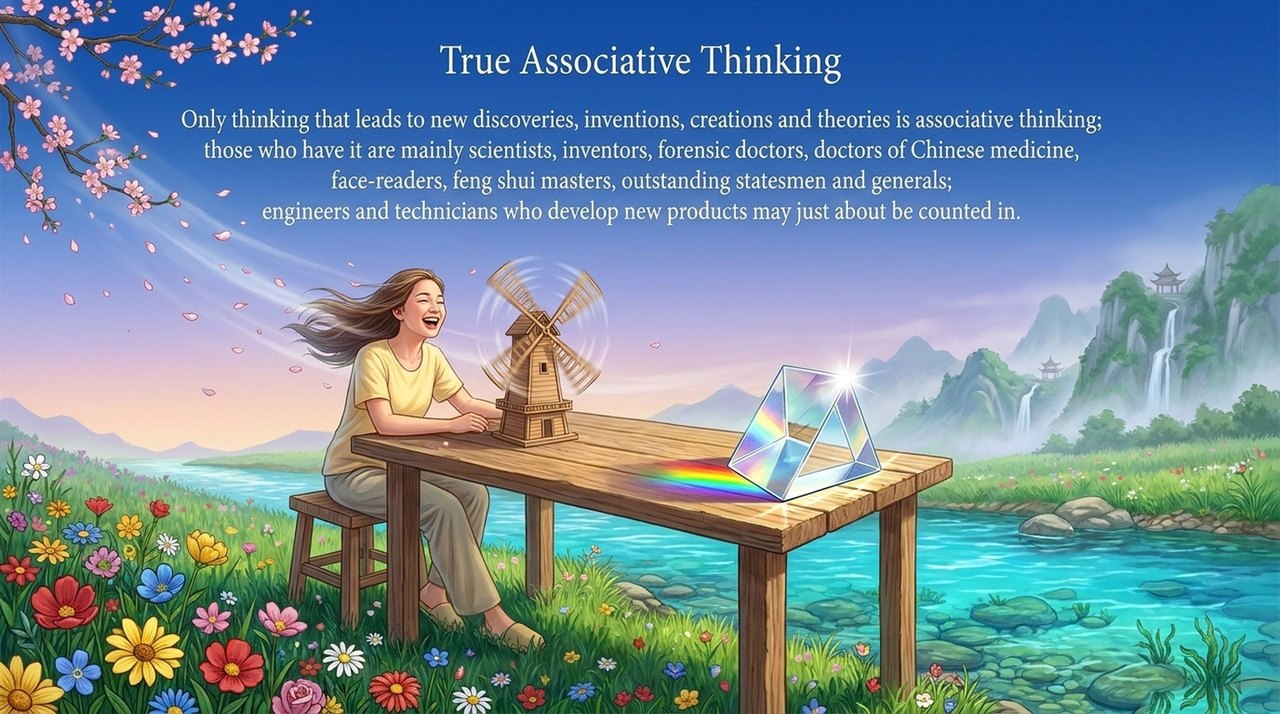 True Associative Thinking
Only thinking that leads to new discoveries, inventions, creations and theories is associative thinking;
those who have it are mainly scientists, inventors, forensic doctors, doctors of Chinese medicine,
face-readers, feng shui masters, outstanding statesmen and generals;
engineers and technicians who develop new products may just about be counted in.